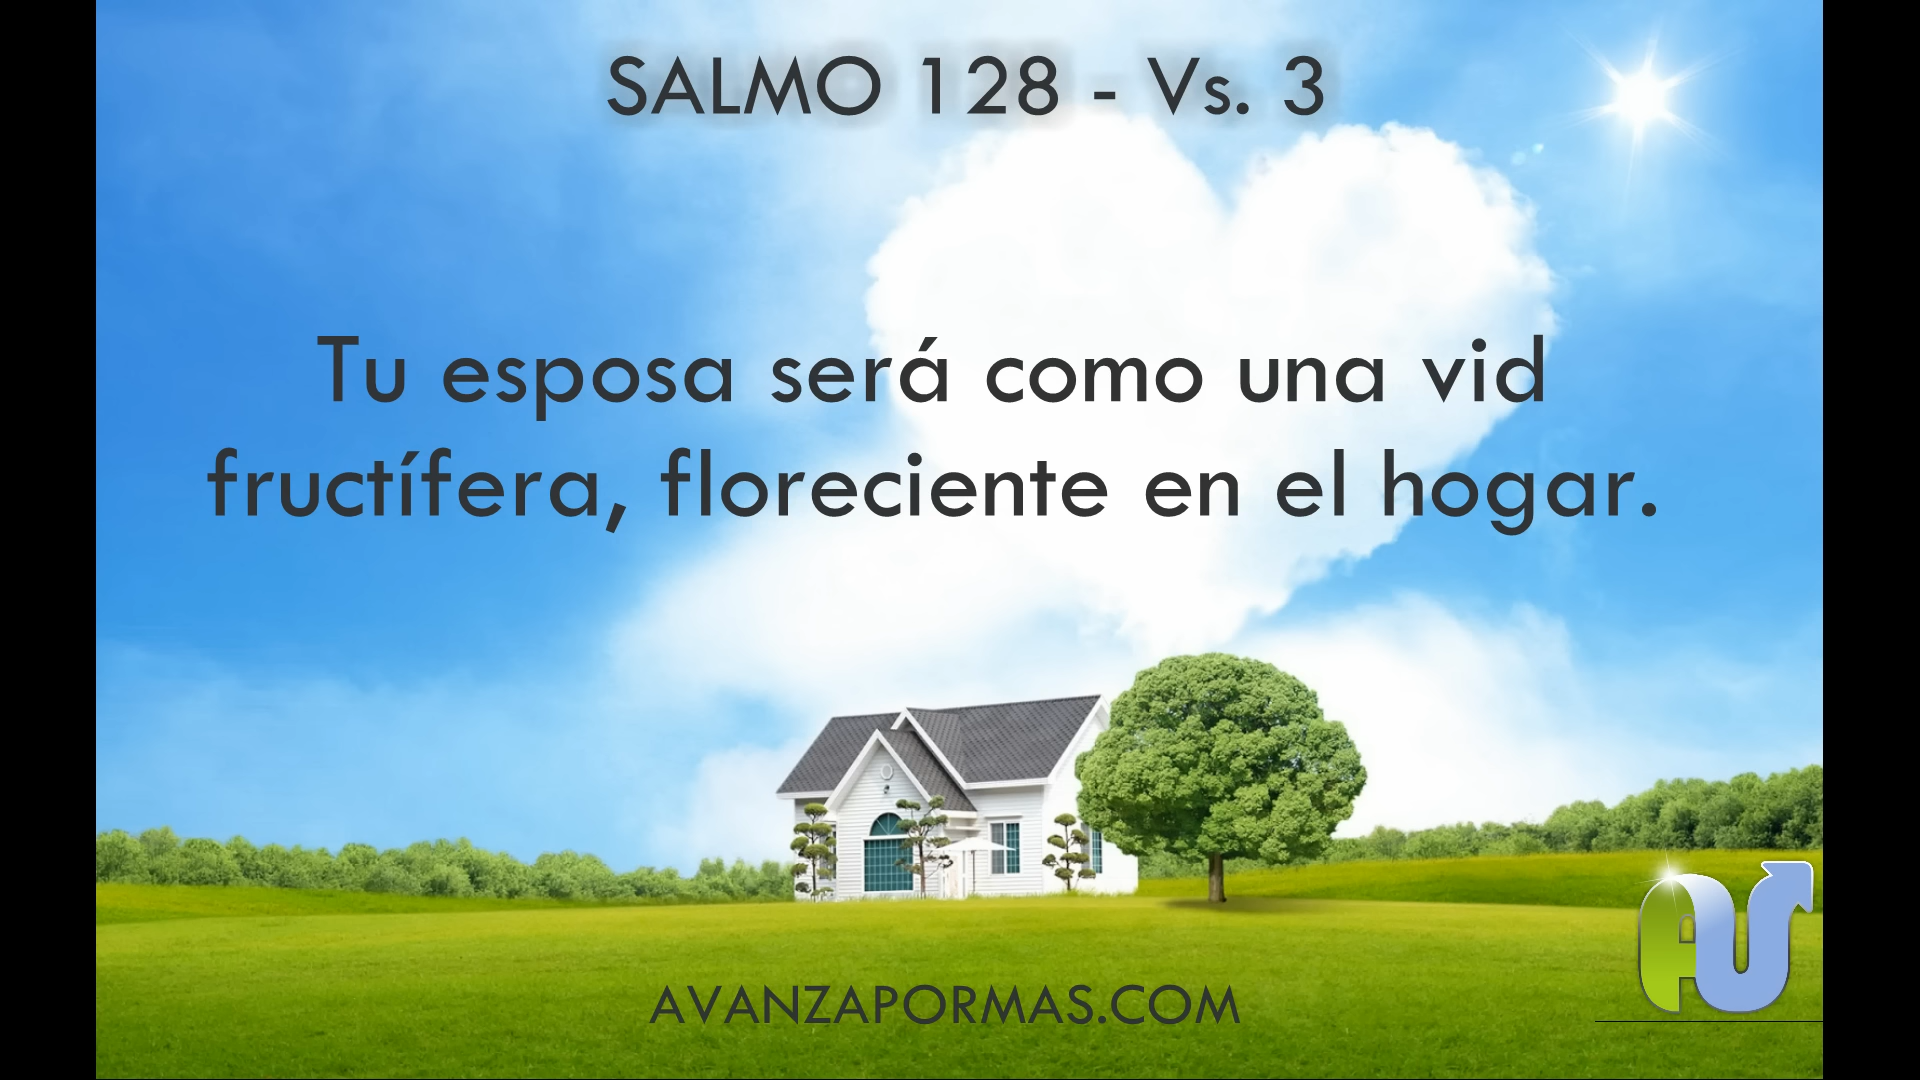 SALMO 128 - Vs. 3
Tu esposa será como una vid
fructífera, floreciente en el hogar.
AVANZAPORMAS.COM